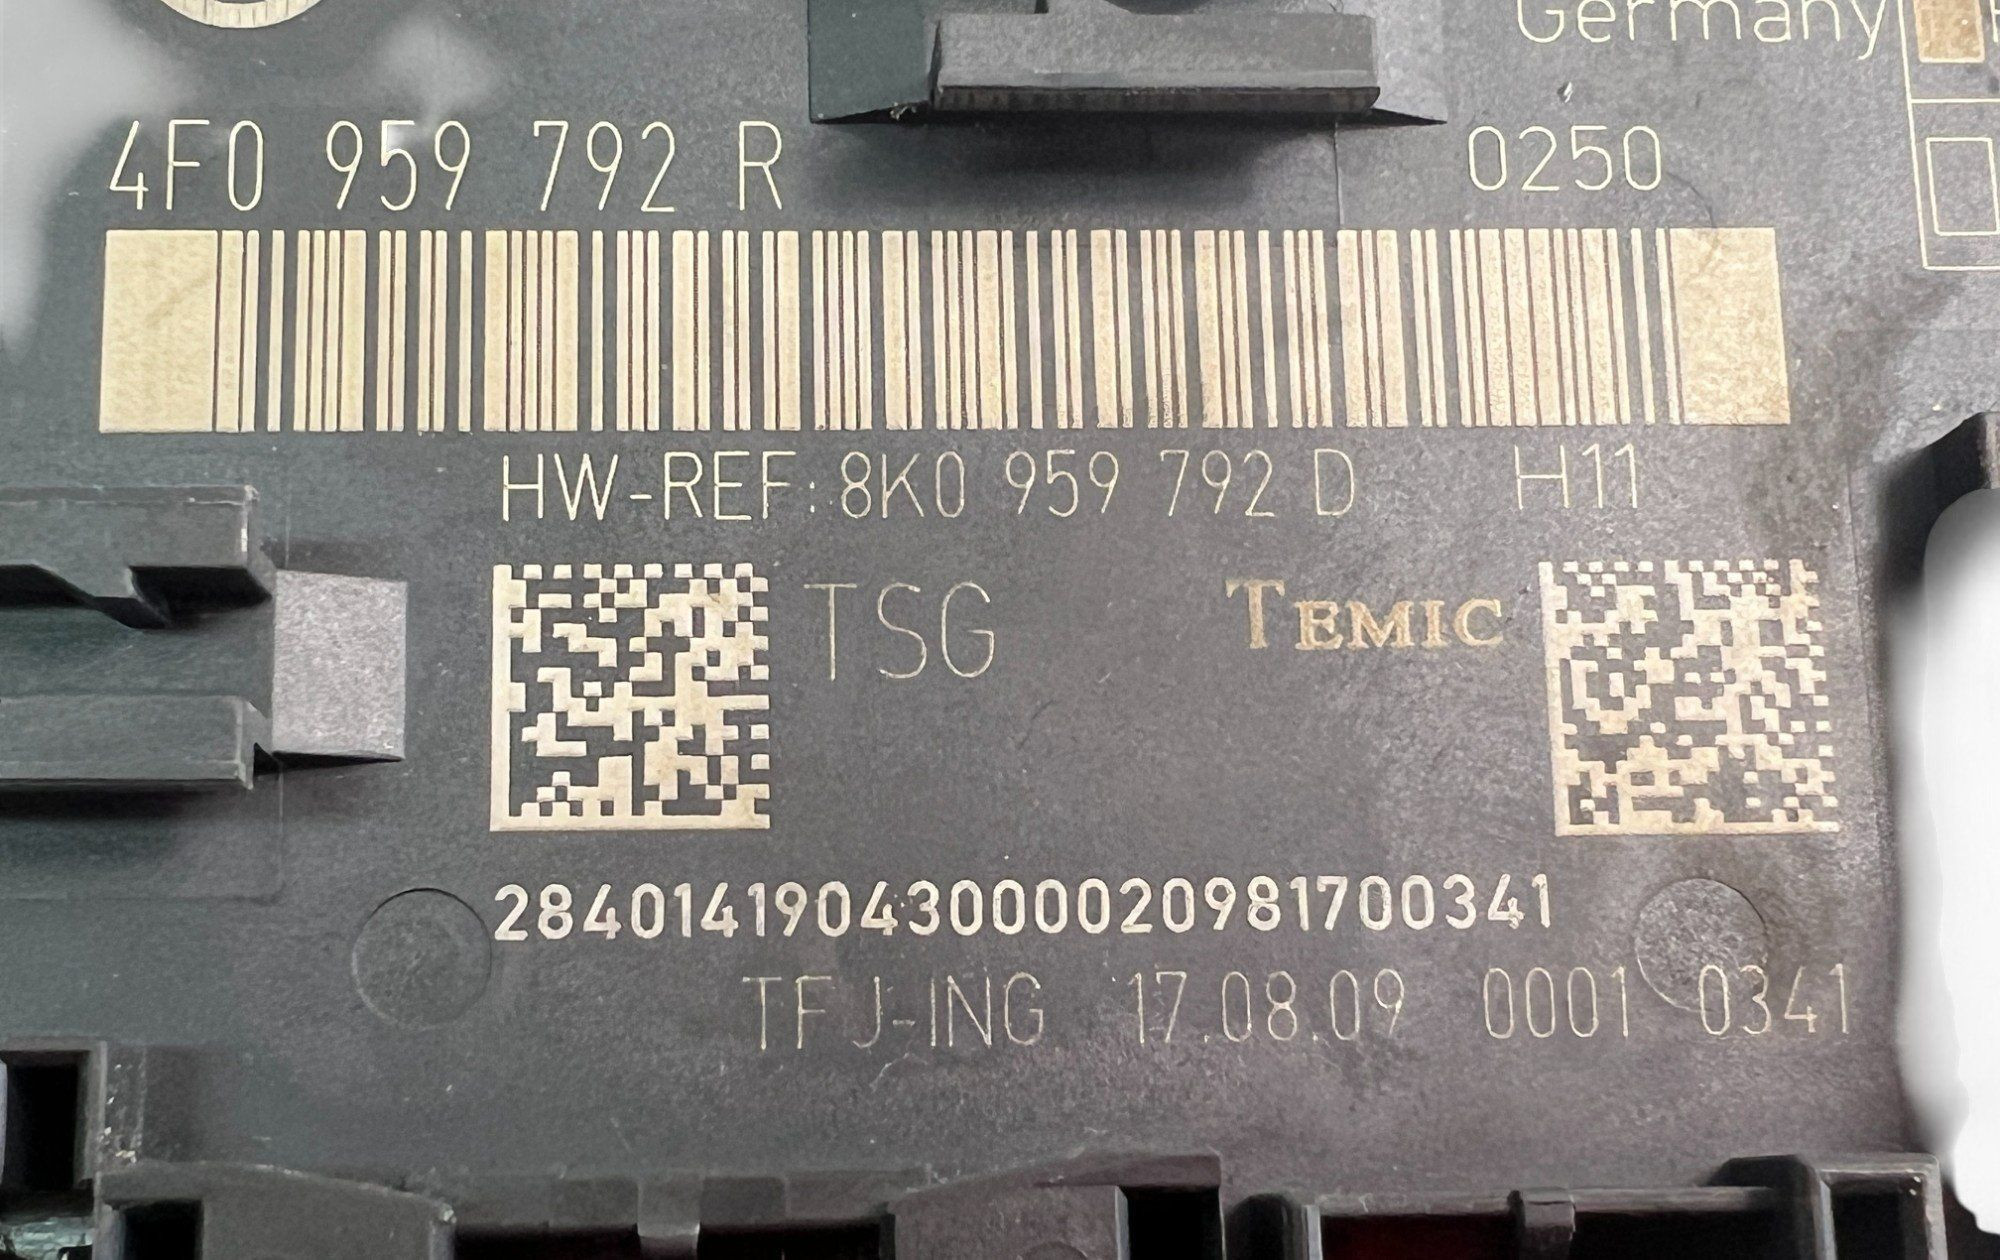 Germany
4F0 959 792 R 0250
HW-REF: 8K0 959 792 D H11
TSG TEMIC
28401419043000020981700341
TFJ-ING 17.08.09 0001 0341